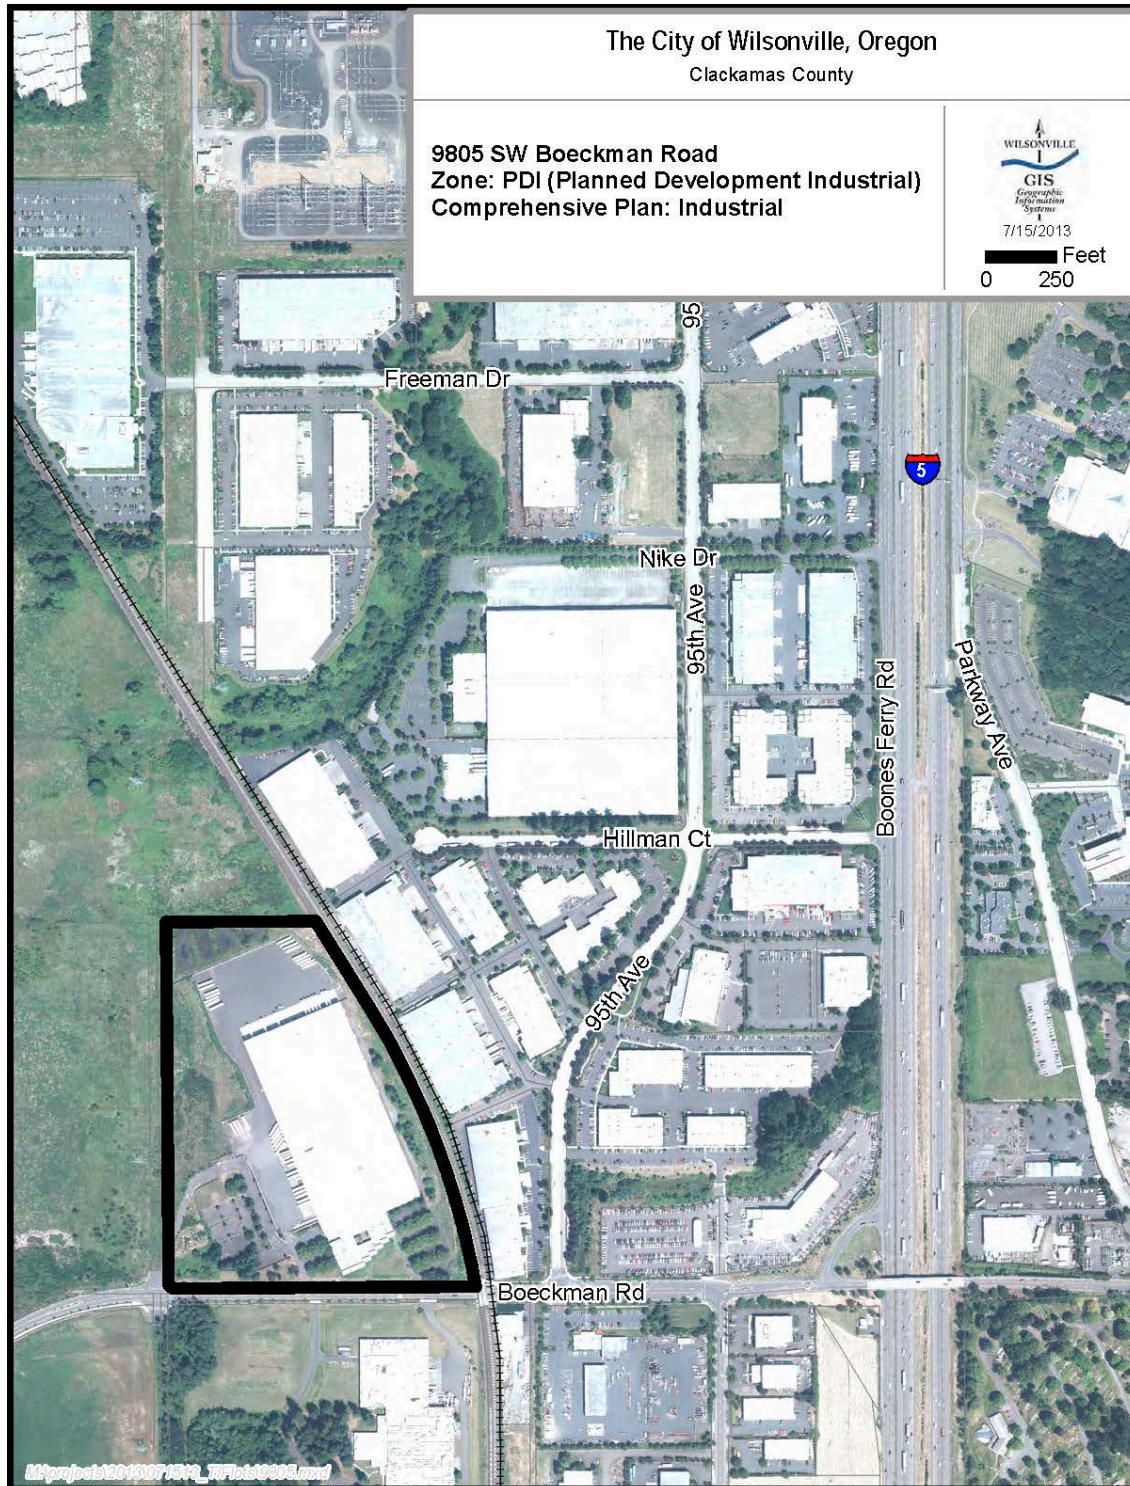 The City of Wilsonville, Oregon
Clackamas County
9805 SW Boeckman Road
Zone: PDI (Planned Development Industrial)
Comprehensive Plan: Industrial
WILSONVILLE
GIS
Geographic
Information
Systems
7/15/2013
Feet
0 250
95
Freeman Dr
5
Nike Dr
95th Ave
Parkway Ave
Boones Ferry Rd
Hillman Ct
95th Ave
Boeckman Rd